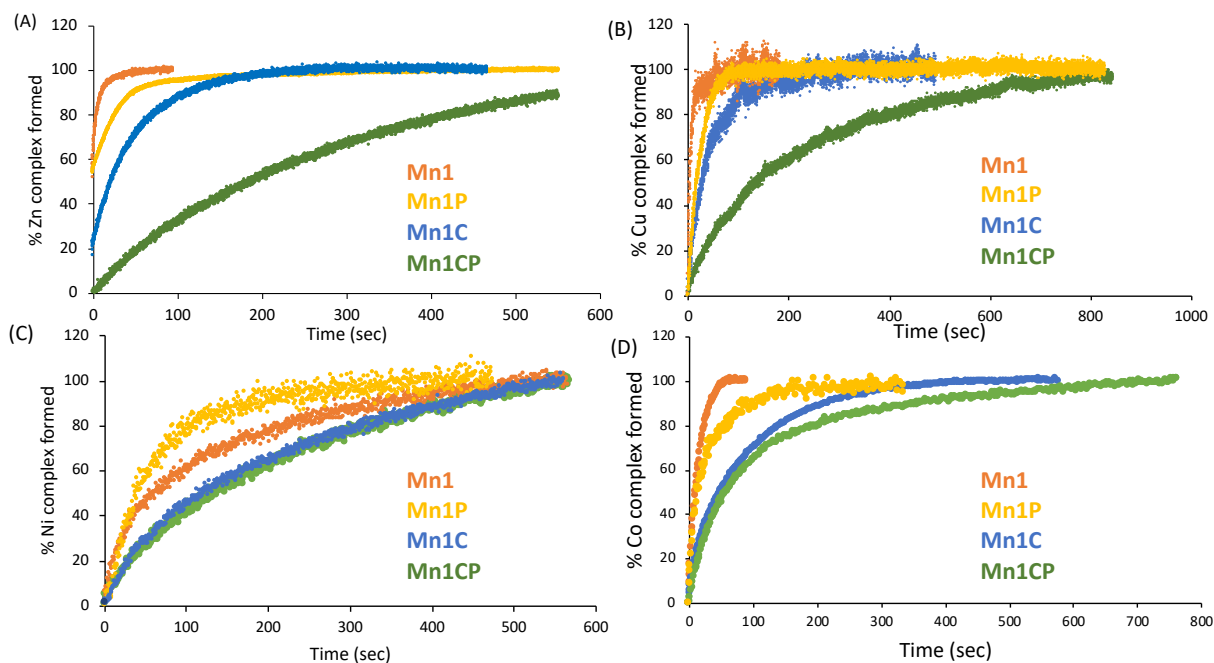 (A)
% Zn complex formed
120
100
80
60
40
20
0
0 100 200 300 400 500 600
Time (sec)
Mn1
Mn1P
Mn1C
Mn1CP
(B)
% Cu complex formed
120
100
80
60
40
20
0
0 200 400 600 800 1000
Time (sec)
Mn1
Mn1P
Mn1C
Mn1CP
(C)
% Ni complex formed
120
100
80
60
40
20
0
0 100 200 300 400 500 600
Time (sec)
Mn1
Mn1P
Mn1C
Mn1CP
(D)
% Co complex formed
120
100
80
60
40
20
0
0 100 200 300 400 500 600 700 800
Time (sec)
Mn1
Mn1P
Mn1C
Mn1CP